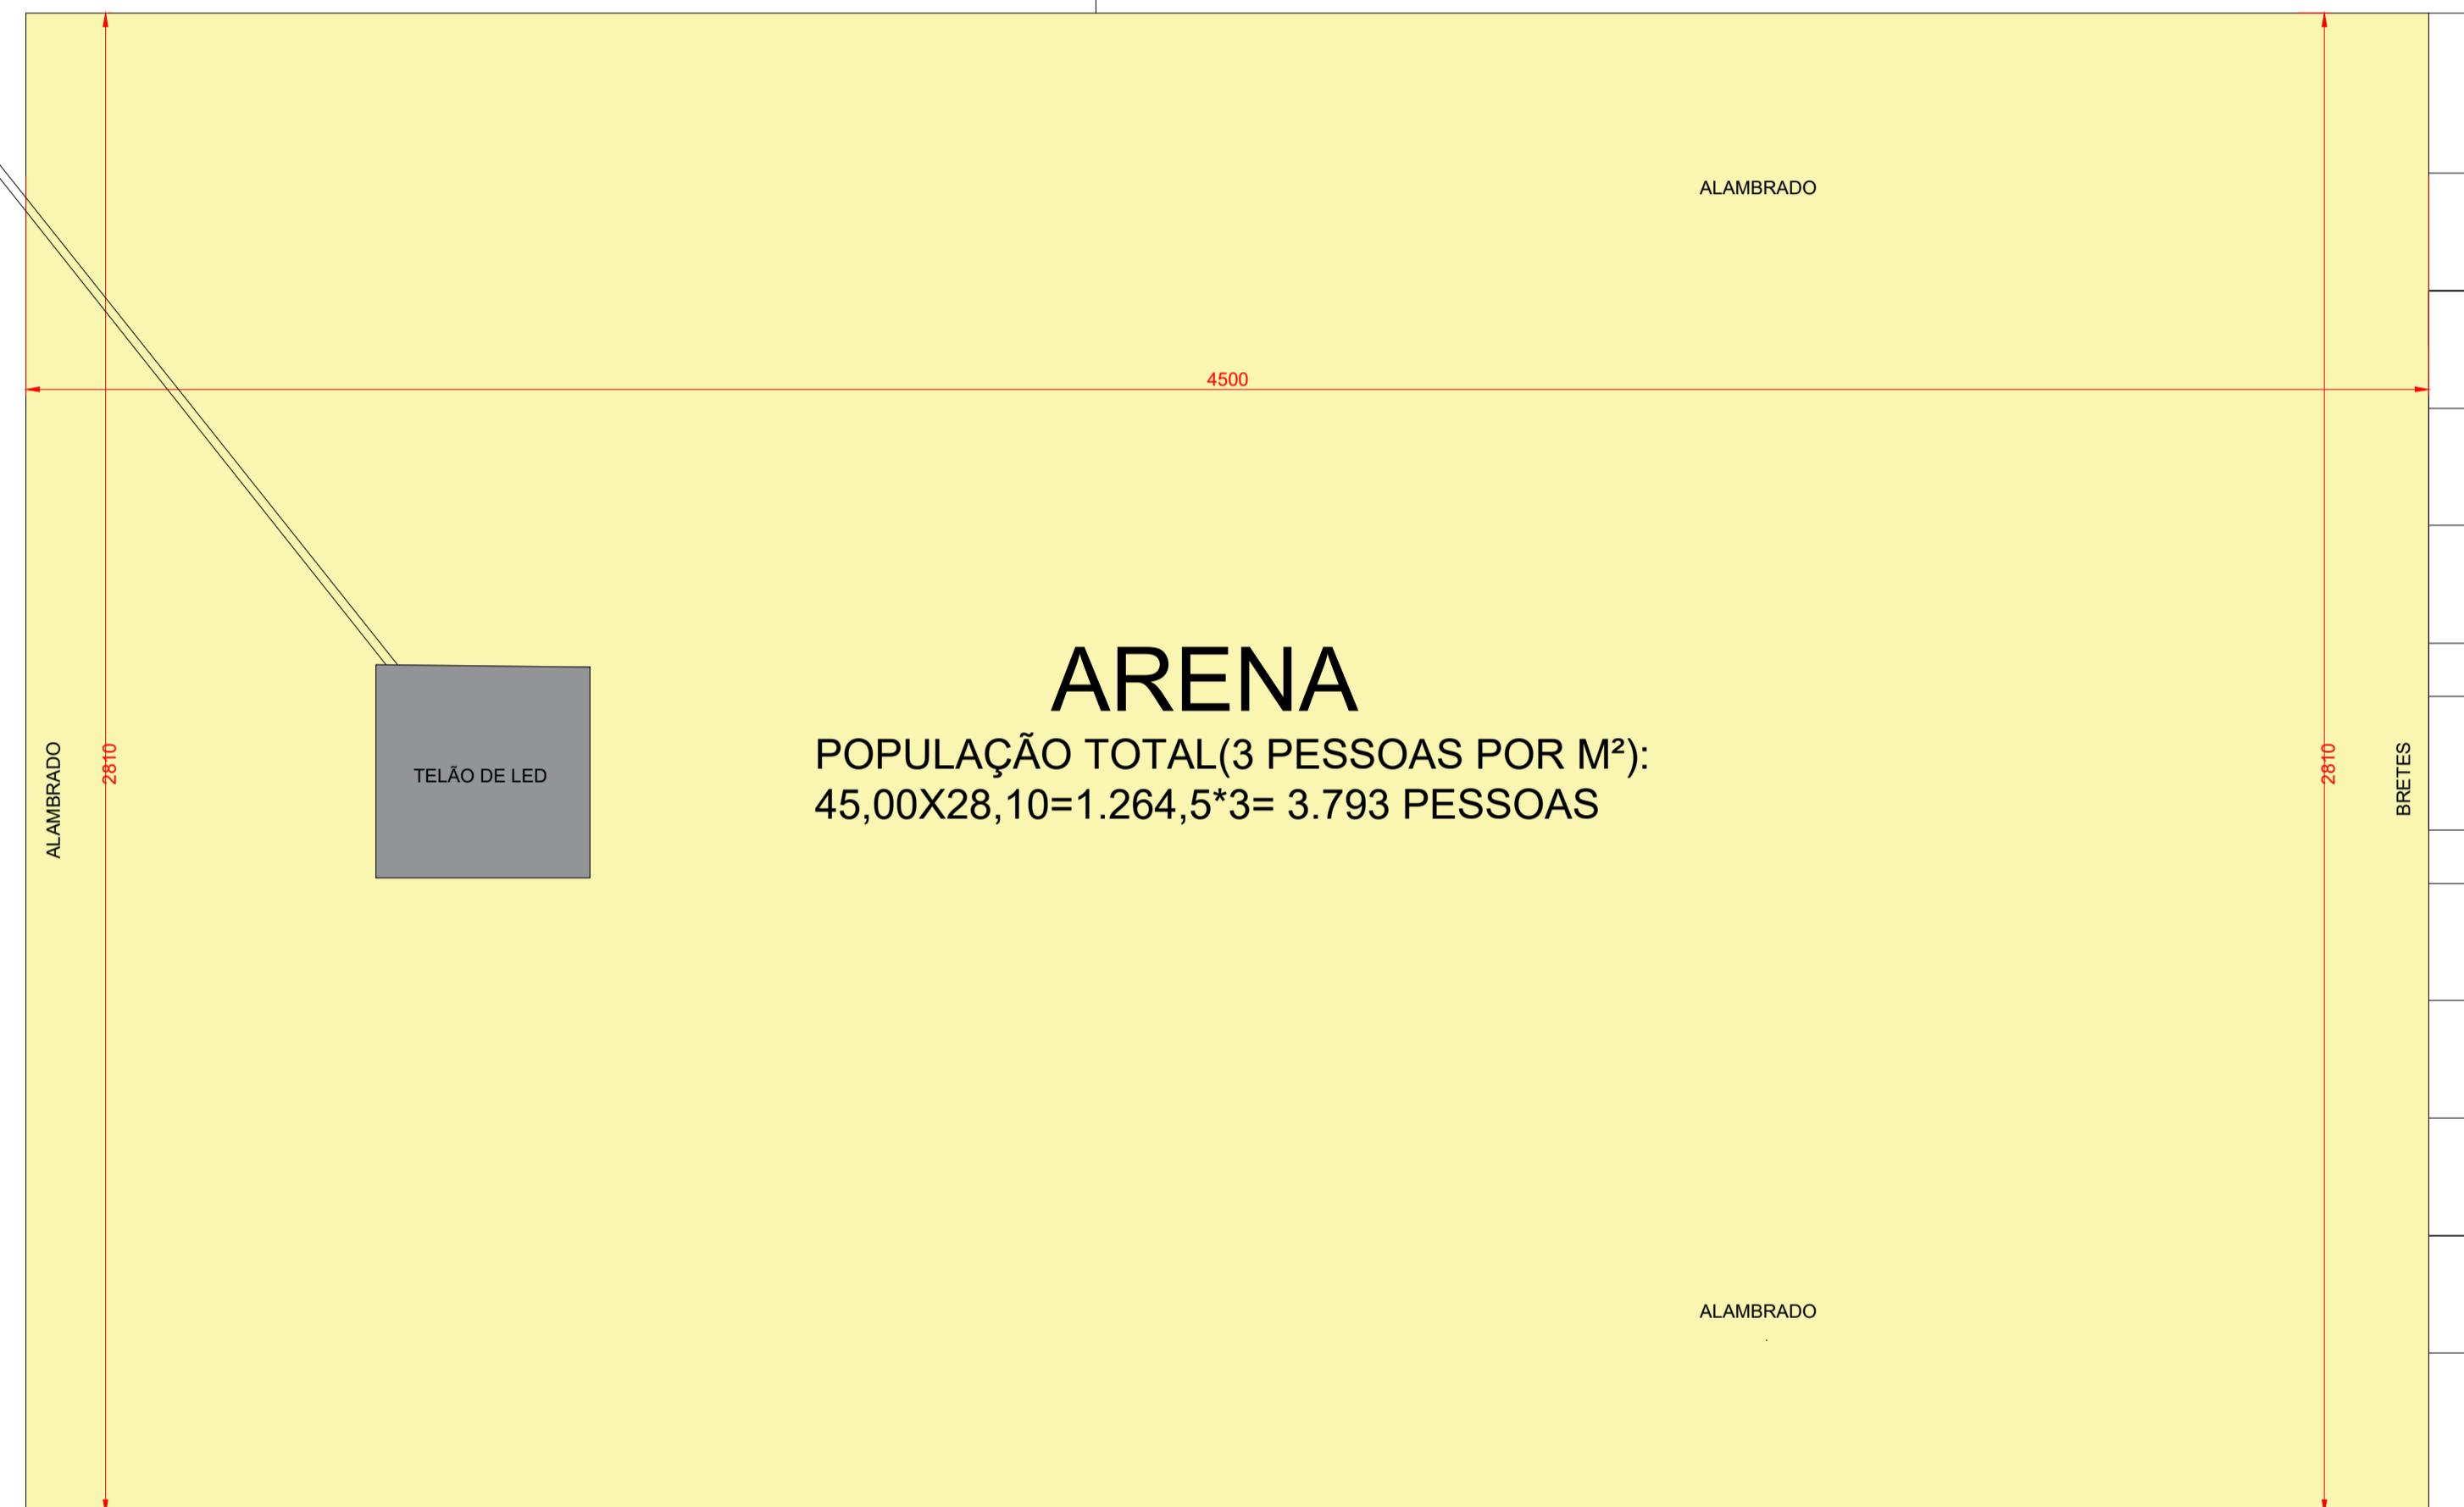 ALAMBRADO
4500
ARENA
POPULAÇÃO TOTAL(3 PESSOAS POR M²):
45,00X28,10=1.264,5*3= 3.793 PESSOAS
ALAMBRADO
2810
TELÃO DE LED
2810
BRETES
ALAMBRADO